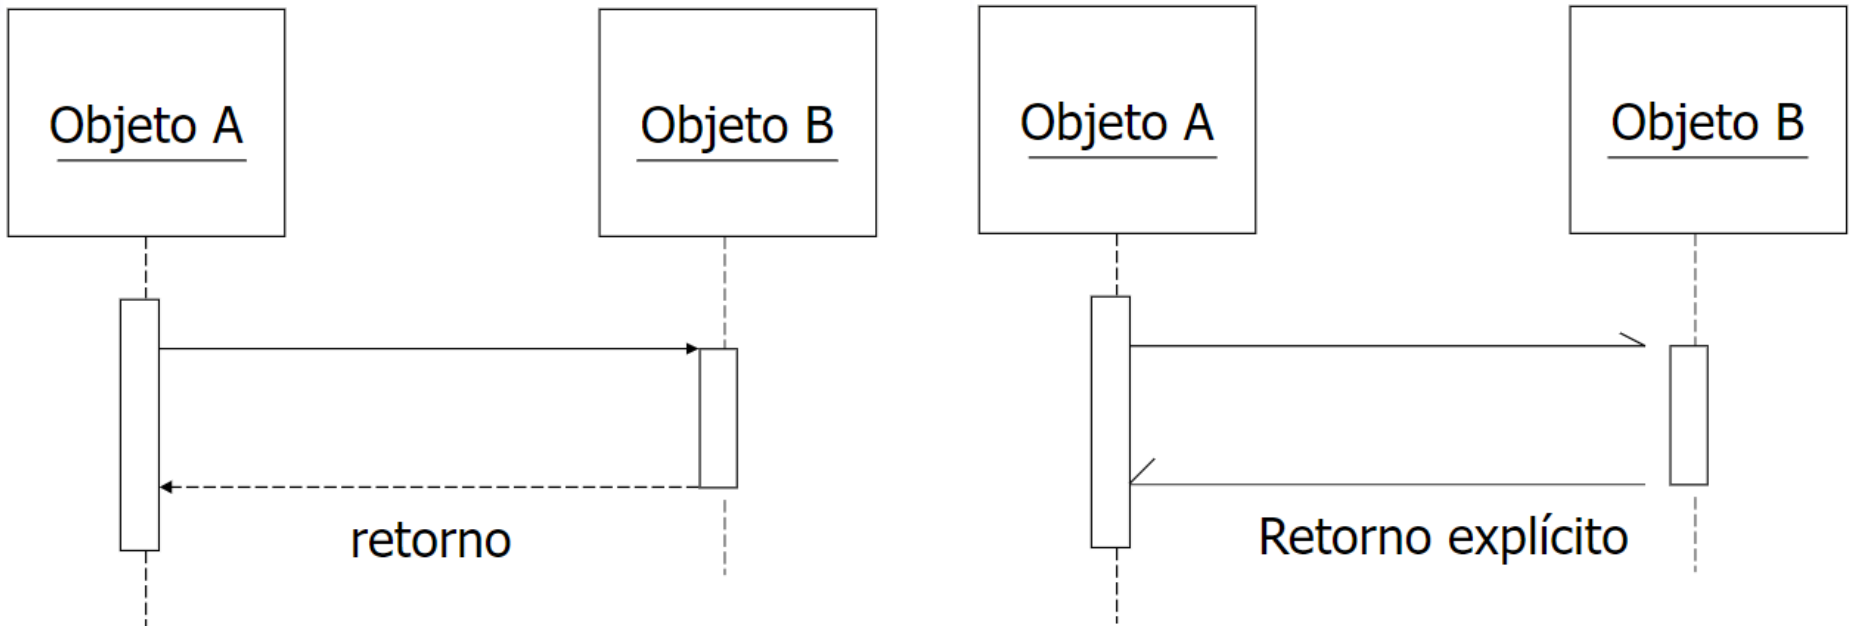 Objeto A
Objeto B
retorno
Objeto A
Objeto B
Retorno explícito